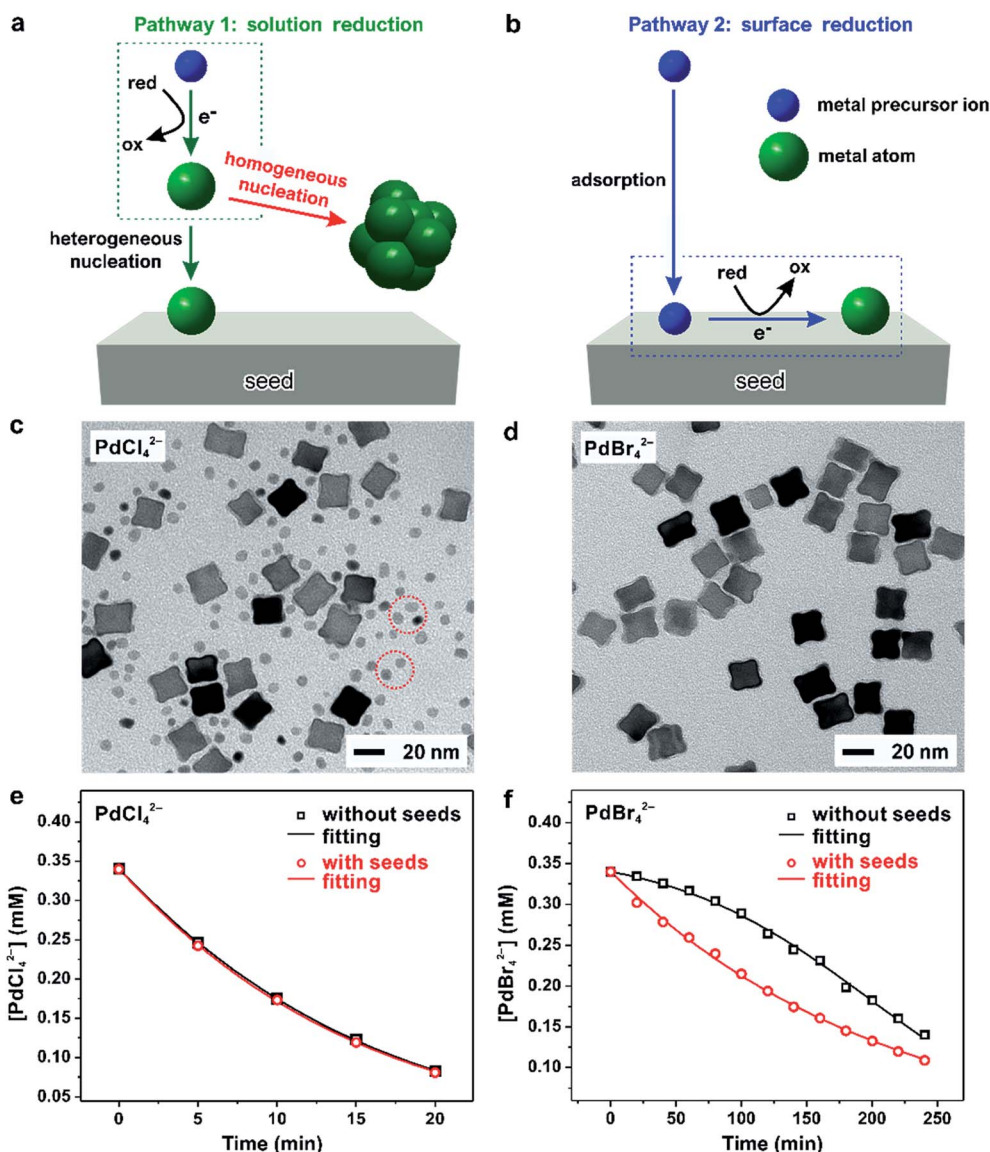 a
Pathway 1: solution reduction
red
e⁻
ox
homogeneous
nucleation
heterogeneous
nucleation
seed
b
Pathway 2: surface reduction
metal precursor ion
metal atom
adsorption
red
ox
e⁻
seed
c
PdCl₄²⁻
20 nm
d
PdBr₄²⁻
20 nm
e
PdCl₄²⁻
without seeds
fitting
with seeds
fitting
[PdCl₄²⁻] (mM)
0.40
0.35
0.30
0.25
0.20
0.15
0.10
0.05
0
5
10
15
20
Time (min)
f
PdBr₄²⁻
without seeds
fitting
with seeds
fitting
[PdBr₄²⁻] (mM)
0.40
0.35
0.30
0.25
0.20
0.15
0.10
0
50
100
150
200
250
Time (min)